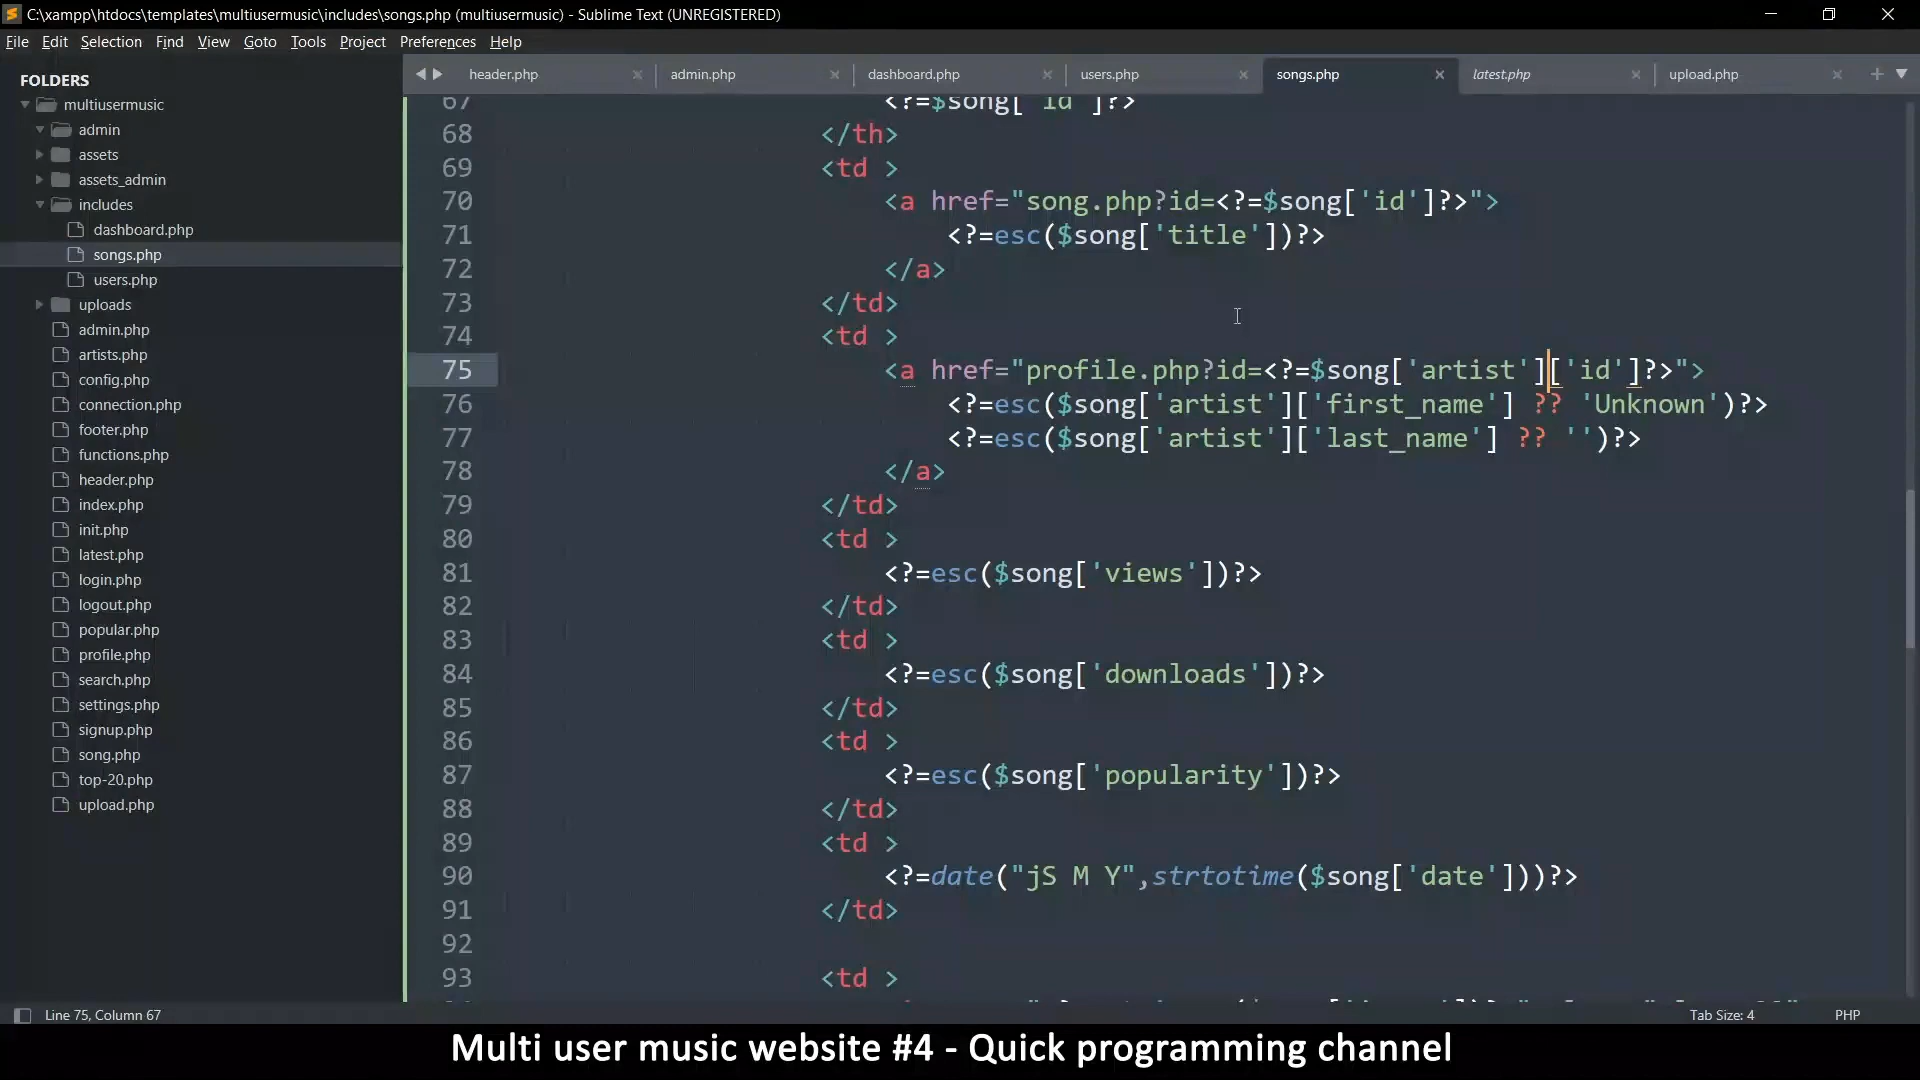 C:\xampp\htdocs\templates\multiusermusic\includes\songs.php (multiusermusic) - Sublime Text (UNREGISTERED)
File Edit Selection Find View Goto Tools Project Preferences Help
FOLDERS
multiusermusic
admin
assets
assets_admin
includes
dashboard.php
songs.php
users.php
uploads
admin.php
artists.php
config.php
connection.php
footer.php
functions.php
header.php
index.php
init.php
latest.php
login.php
logout.php
popular.php
profile.php
search.php
settings.php
signup.php
song.php
top-20.php
upload.php
header.php admin.php dashboard.php users.php songs.php latest.php upload.php
67 <?=$song['id']?>
68 </th>
69 <td >
70 <a href="song.php?id=<?=$song['id']?>">
71 <?=esc($song['title'])?>
72 </a>
73 </td>
74 <td >
75 <a href="profile.php?id=<?=$song['artist']['id']?>">
76 <?=esc($song['artist']['first_name'] ?? 'Unknown')?>
77 <?=esc($song['artist']['last_name'] ?? '')?>
78 </a>
79 </td>
80 <td >
81 <?=esc($song['views'])?>
82 </td>
83 <td >
84 <?=esc($song['downloads'])?>
85 </td>
86 <td >
87 <?=esc($song['popularity'])?>
88 </td>
89 <td >
90 <?=date("jS M Y",strtotime($song['date']))?>
91 </td>
92
93 <td >
Line 75, Column 67 Tab Size: 4 PHP
Multi user music website #4 - Quick programming channel